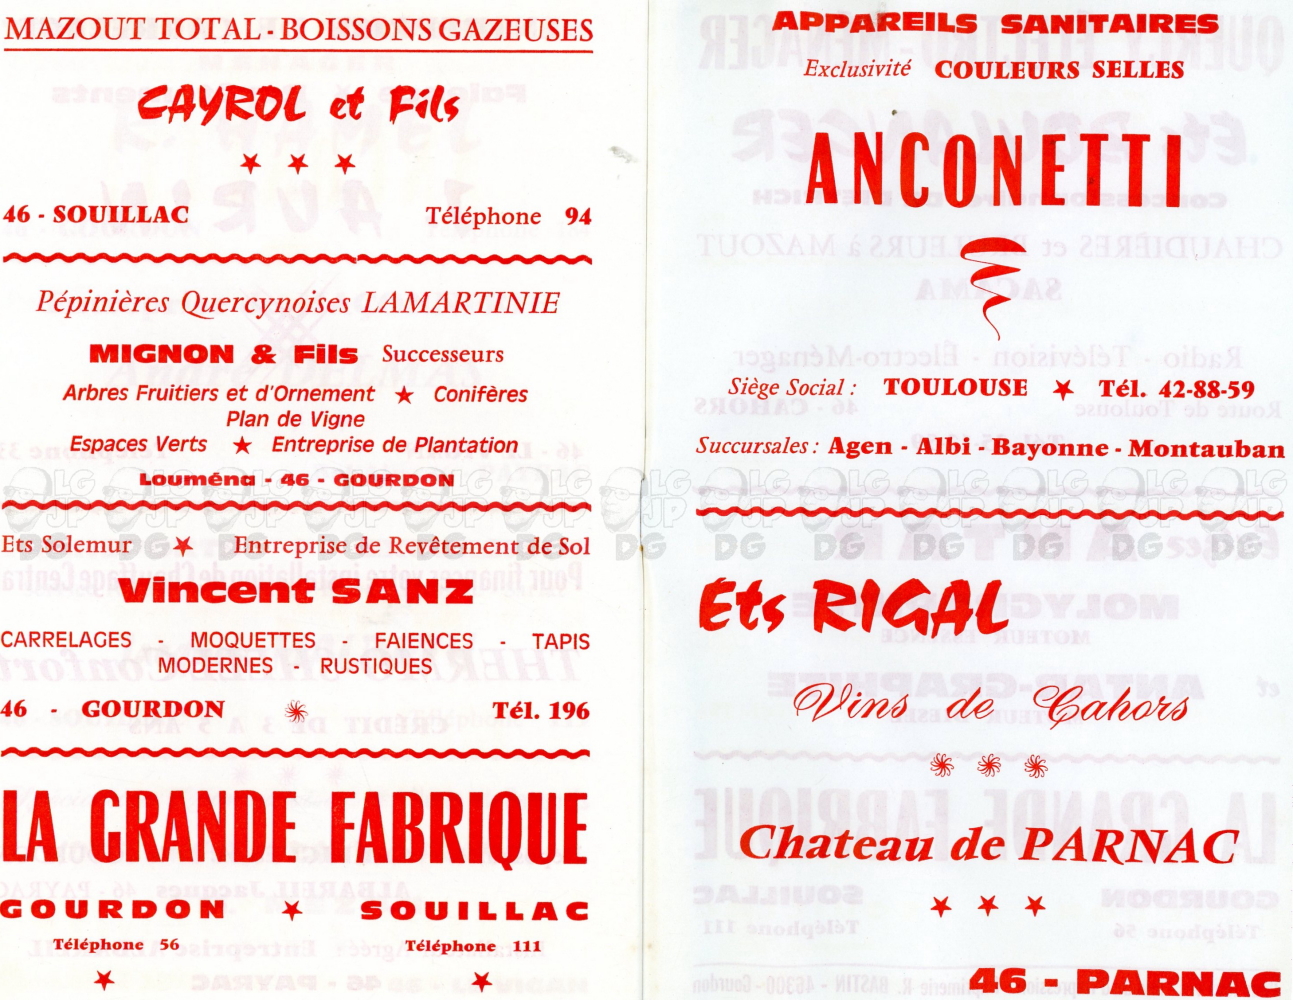 MAZOUT TOTAL - BOISSONS GAZEUSES
CAYROL et Fils
46 - SOUILLAC Téléphone 94
Pépinières Quercynoises LAMARTINIE
MIGNON & Fils Successeurs
Arbres Fruitiers et d'Ornement ★ Conifères
Plan de Vigne
Espaces Verts ★ Entreprise de Plantation
Louména - 46 - GOURDON
Ets Solemur ★ Entreprise de Revêtement de Sol
Vincent SANZ
CARRELAGES - MOQUETTES - FAIENCES - TAPIS
MODERNES - RUSTIQUES
46 - GOURDON Tél. 196
LA GRANDE FABRIQUE
GOURDON ★ SOUILLAC
Téléphone 56 Téléphone 111
APPAREILS SANITAIRES
Exclusivité COULEURS SELLES
ANCONETTI
Siège Social : TOULOUSE ★ Tél. 42-88-59
Succursales : Agen - Albi - Bayonne - Montauban
Ets RIGAL
Vins de Cahors
Chateau de PARNAC
46 - PARNAC